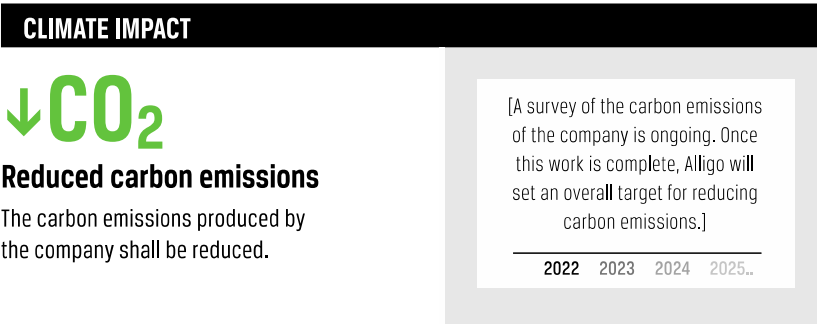 CLIMATE IMPACT
↓CO₂
Reduced carbon emissions
The carbon emissions produced by
the company shall be reduced.
[A survey of the carbon emissions
of the company is ongoing. Once
this work is complete, Alligo will
set an overall target for reducing
carbon emissions.]
2022 2023 2024 2025..